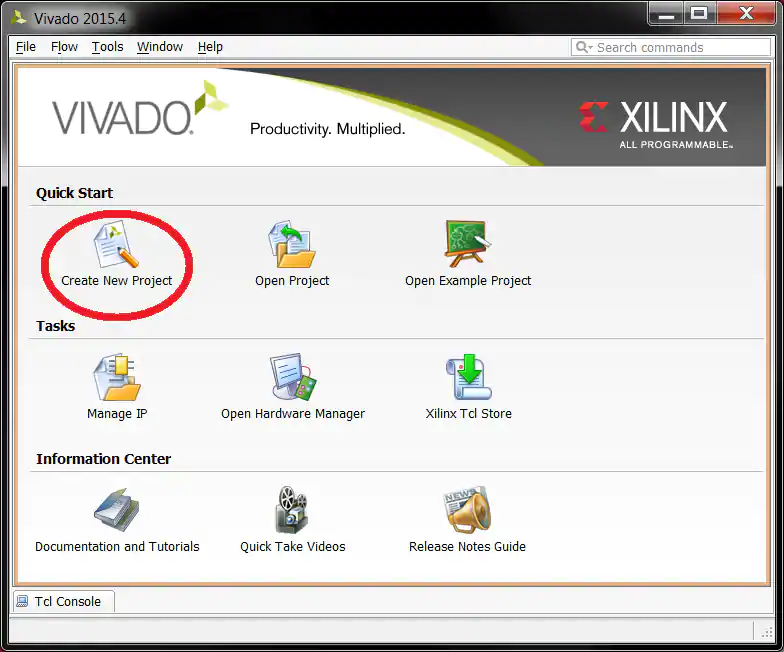 Vivado 2015.4
File Flow Tools Window Help Search commands
VIVADO.
Productivity. Multiplied.
XILINX
ALL PROGRAMMABLE™
Quick Start
Create New Project Open Project Open Example Project
Tasks
Manage IP Open Hardware Manager Xilinx Tcl Store
Information Center
NEWS
Documentation and Tutorials Quick Take Videos Release Notes Guide
Tcl Console